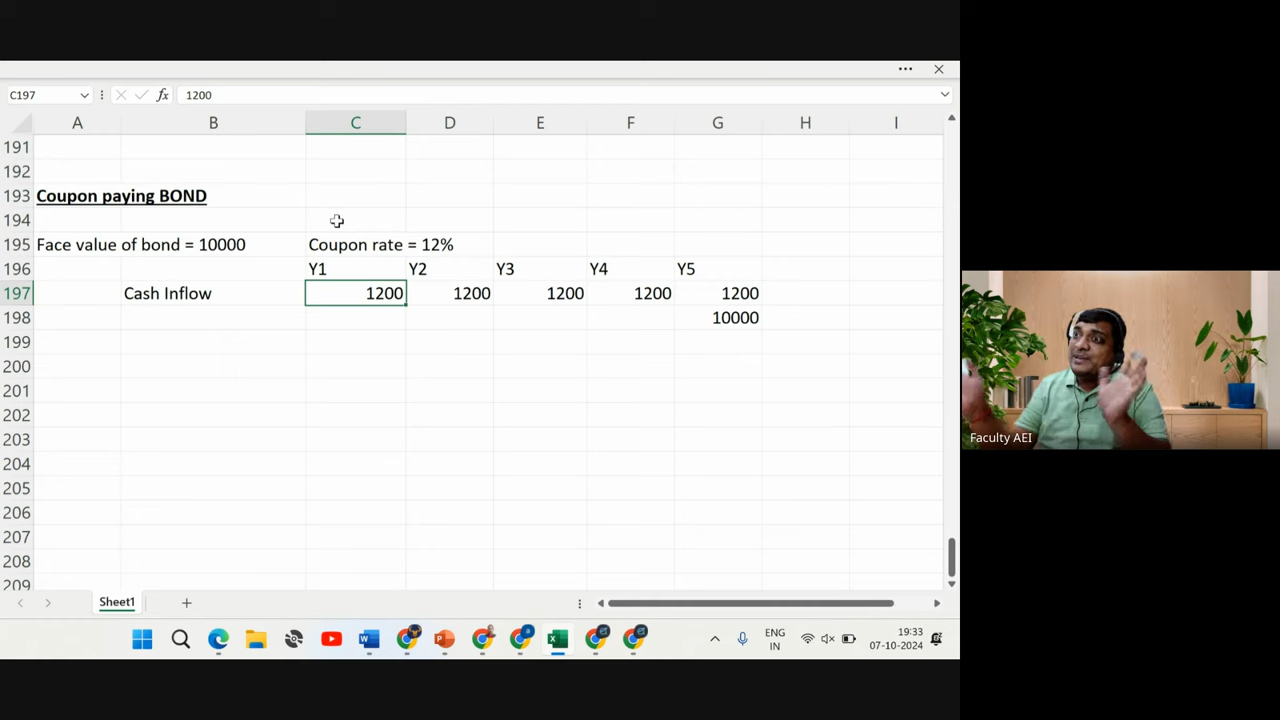 C197 fx 1200
A B C D E F G H I
191
192
193 Coupon paying BOND
194
195 Face value of bond = 10000 Coupon rate = 12%
196 Y1 Y2 Y3 Y4 Y5
197 Cash Inflow 1200 1200 1200 1200 1200
198 10000
199
200
201
202
203
204
205
206
207
208
209
Faculty AEI
Sheet1
ENG
IN
19:33
07-10-2024